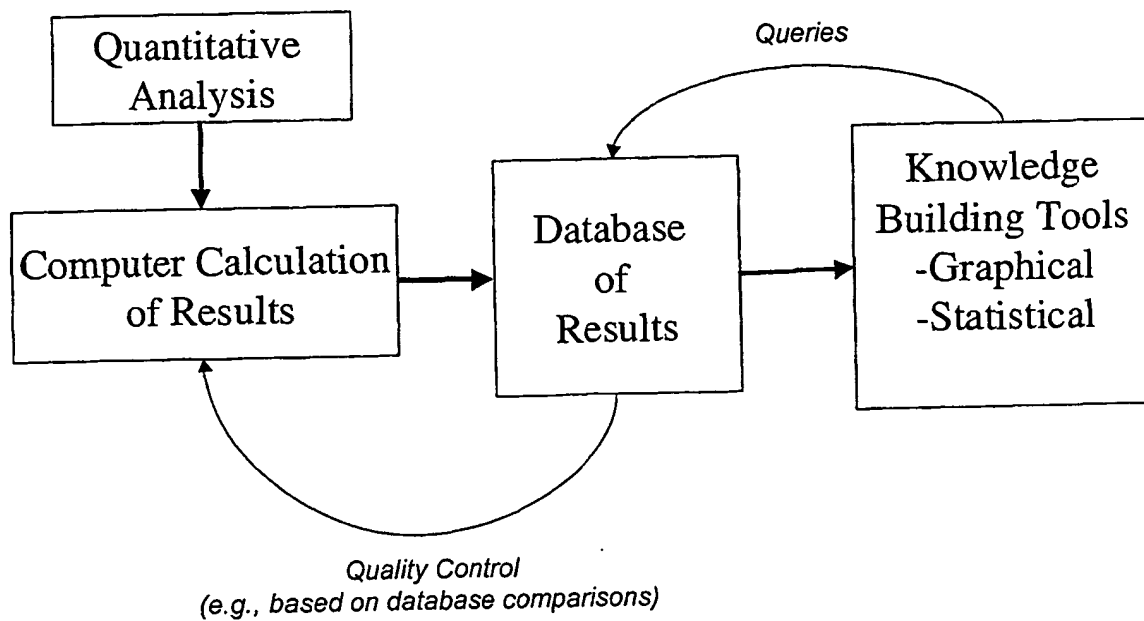 Quantitative
Analysis
Queries
Computer Calculation
of Results
Database
of
Results
Knowledge
Building Tools
-Graphical
-Statistical
Quality Control
(e.g., based on database comparisons)